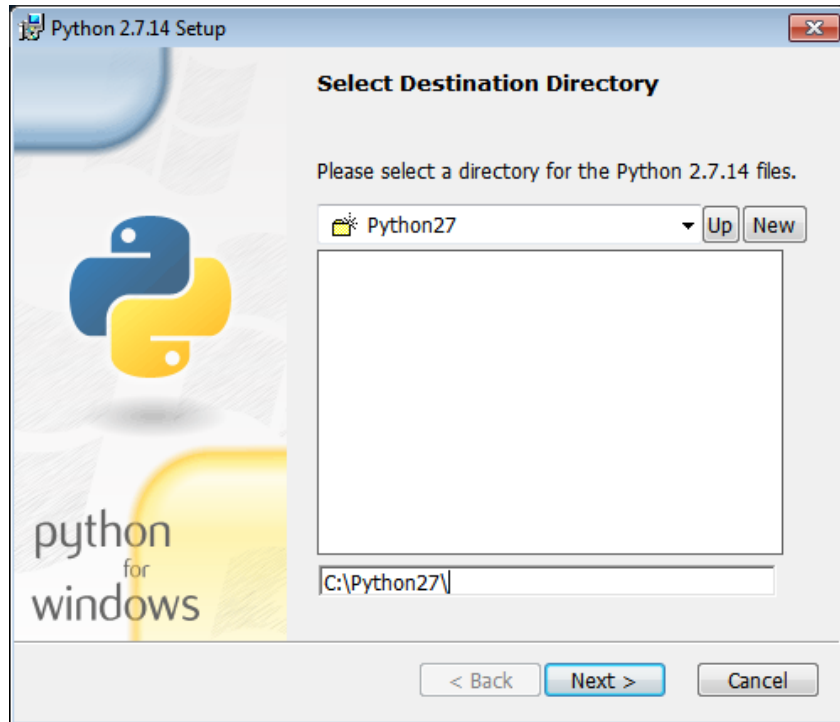 Python 2.7.14 Setup
Select Destination Directory
Please select a directory for the Python 2.7.14 files.
Python27 Up New
C:\Python27\
python
for
windows
< Back Next > Cancel